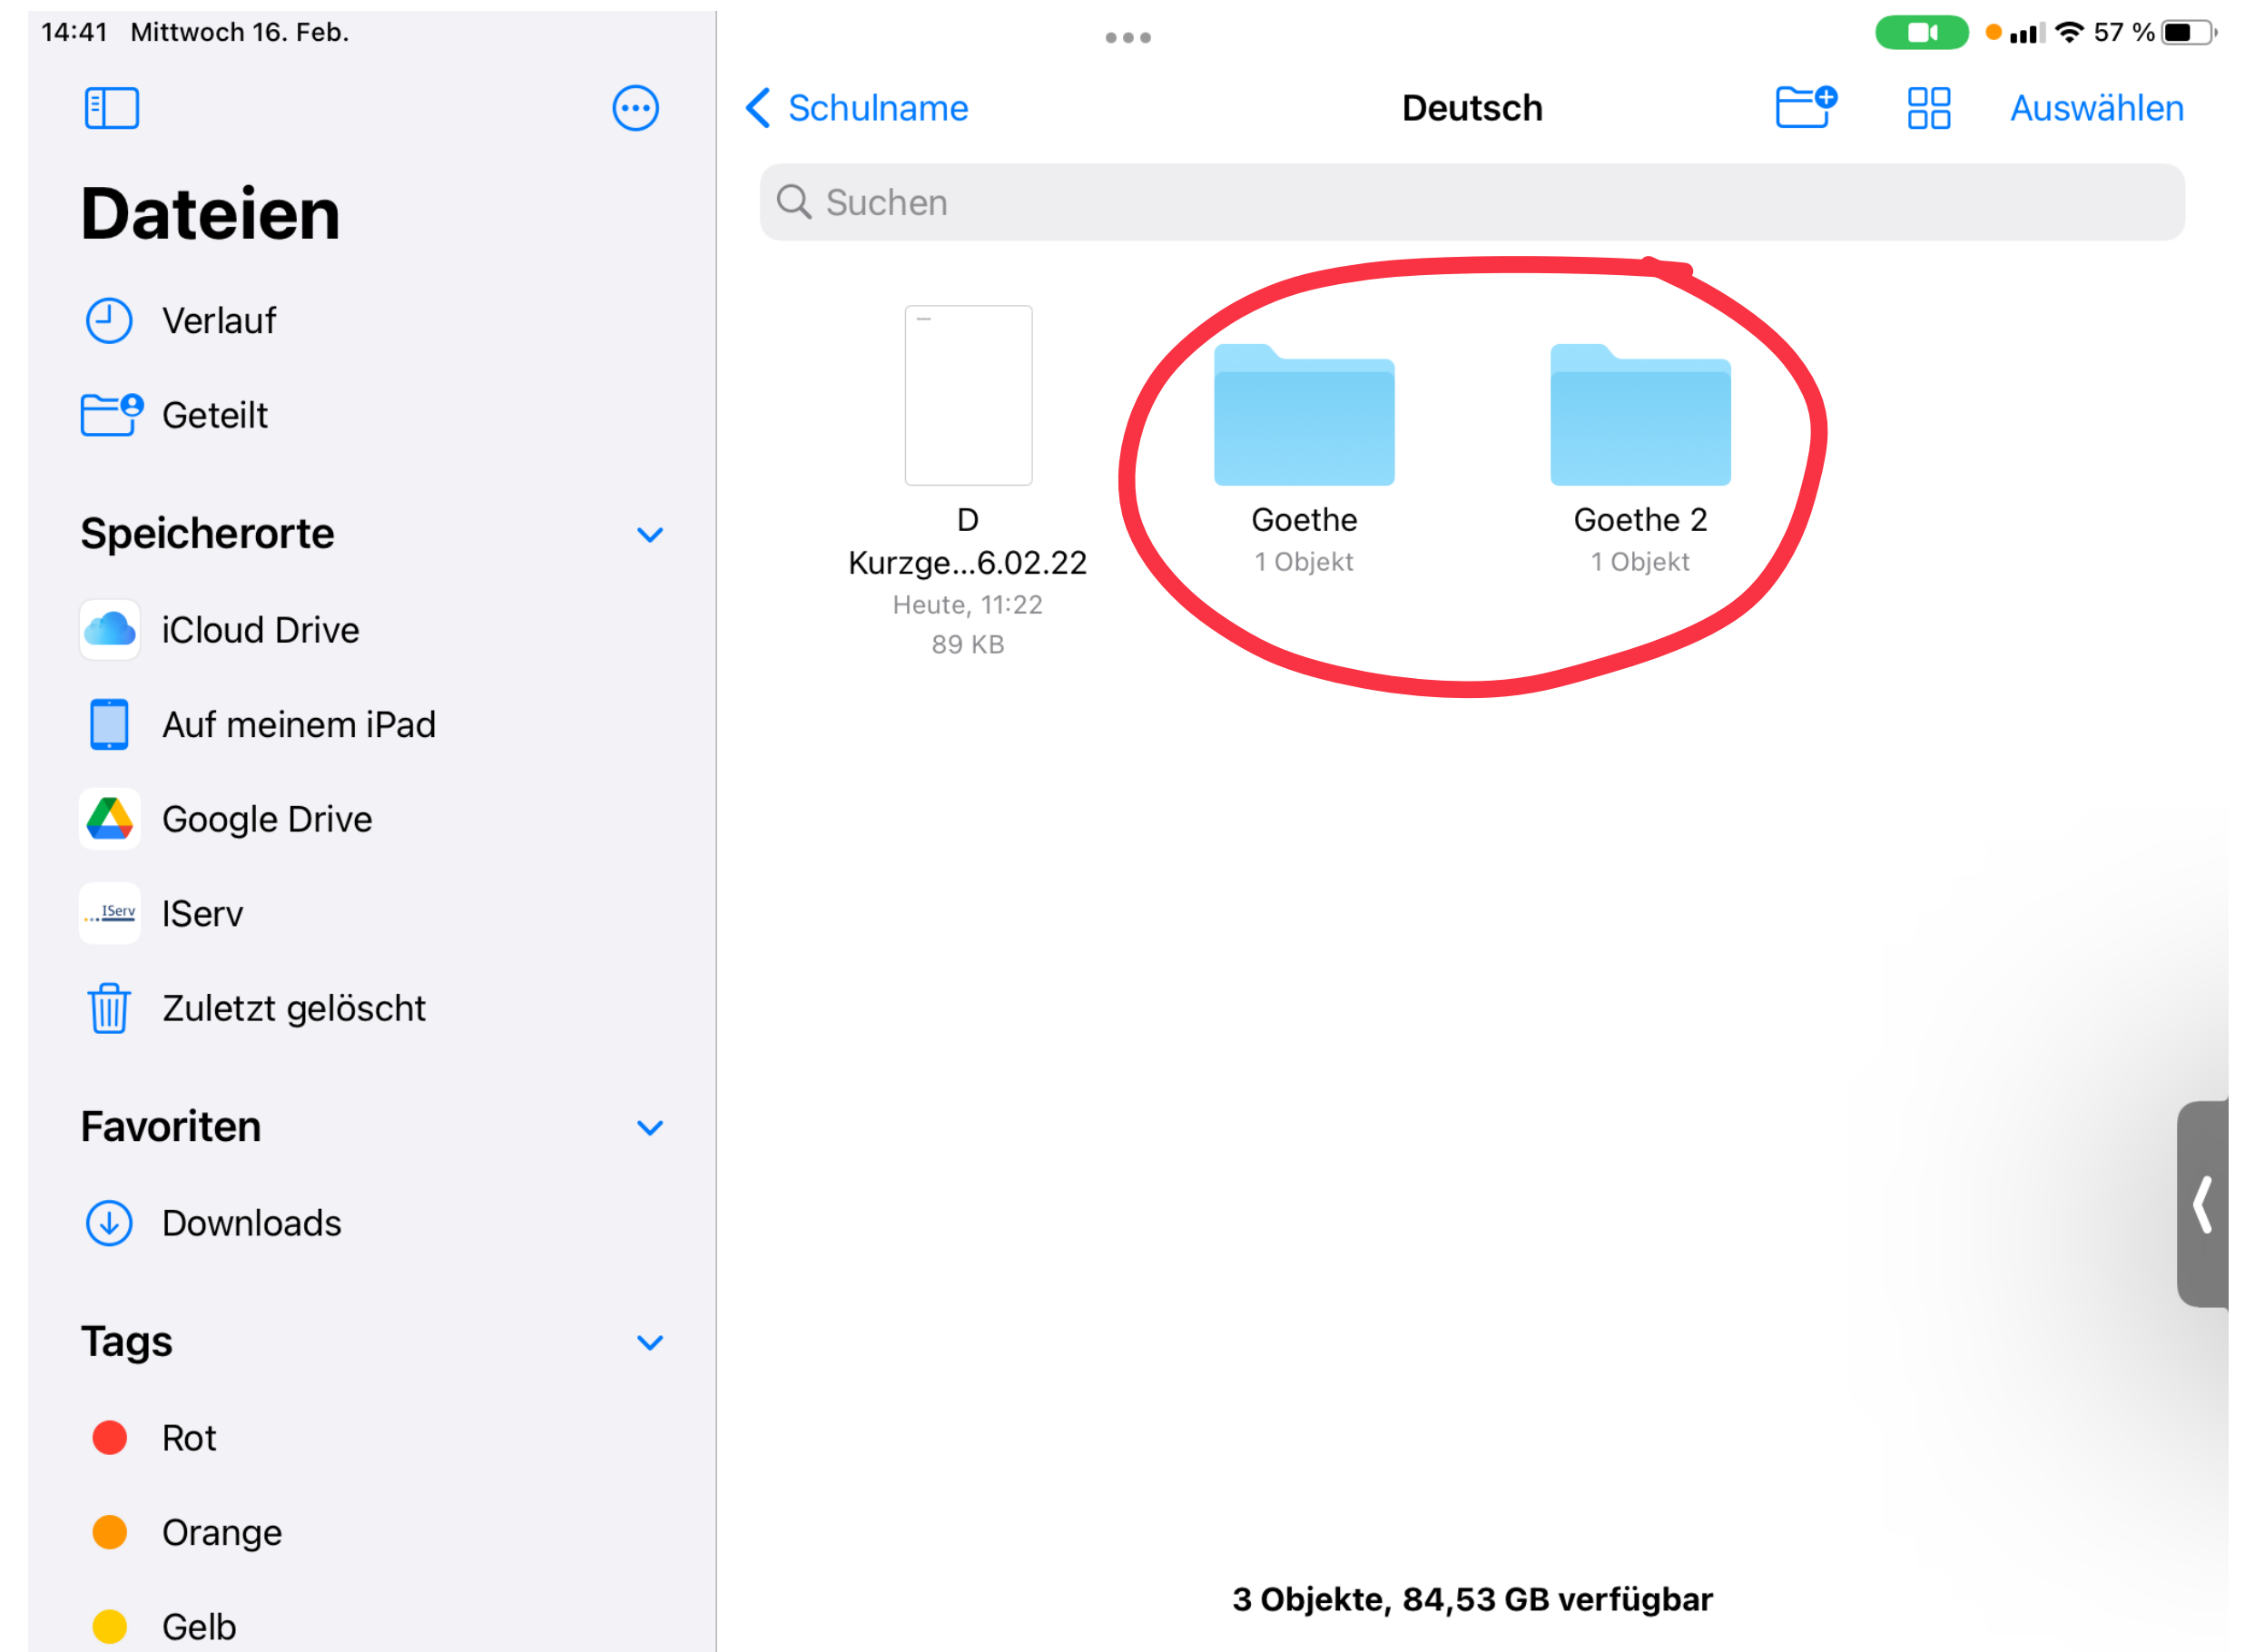 14:41 Mittwoch 16. Feb.
57 %
Dateien
Verlauf
Geteilt
Speicherorte
iCloud Drive
Auf meinem iPad
Google Drive
IServ
IServ
Zuletzt gelöscht
Favoriten
Downloads
Tags
Rot
Orange
Gelb
Schulname
Deutsch
Auswählen
Suchen
D
Kurzge...6.02.22
Heute, 11:22
89 KB
Goethe
1 Objekt
Goethe 2
1 Objekt
3 Objekte, 84,53 GB verfügbar